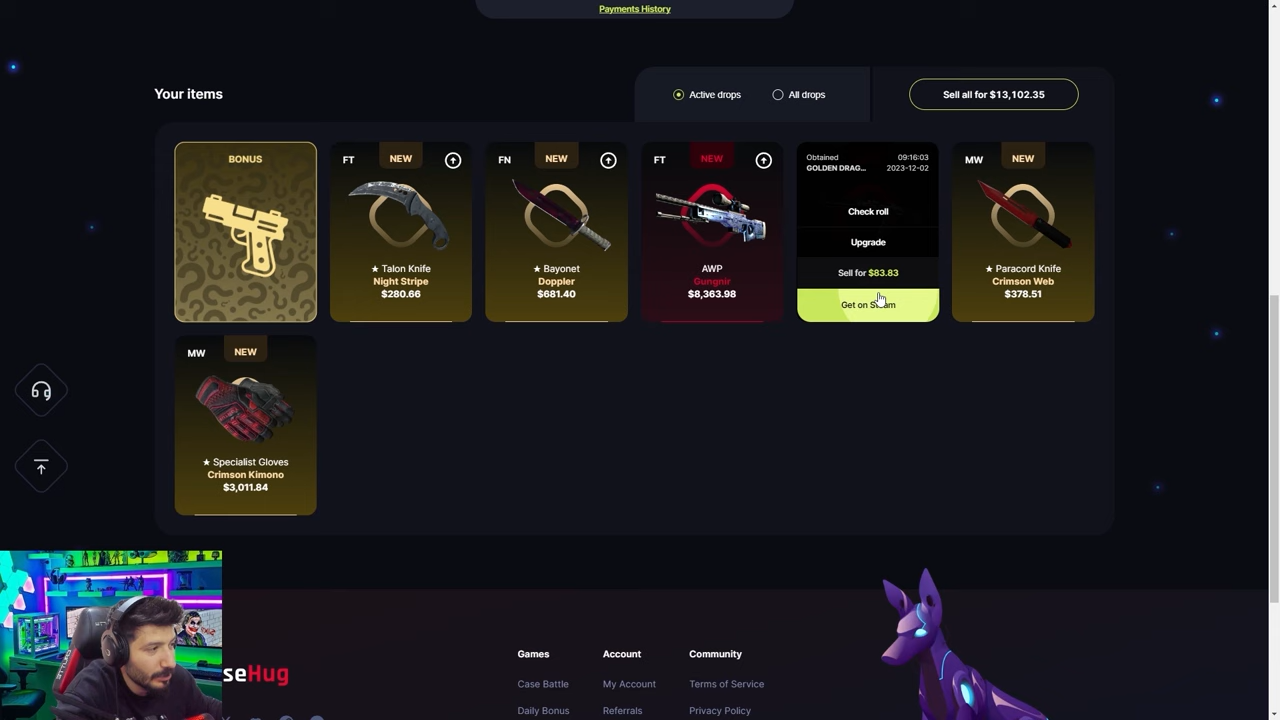 Payments History
Your items
Active drops
All drops
Sell all for $13,102.35
BONUS
FT
NEW
★ Talon Knife
Night Stripe
$280.66
FN
NEW
★ Bayonet
Doppler
$681.40
FT
NEW
AWP
Gungnir
$8,363.98
Obtained
09:16:03
GOLDEN DRAG...
2023-12-02
Check roll
Upgrade
Sell for $83.83
Get on Steam
MW
NEW
★ Paracord Knife
Crimson Web
$378.51
MW
NEW
★ Specialist Gloves
Crimson Kimono
$3,011.84
seHug
Games
Account
Community
Case Battle
My Account
Terms of Service
Daily Bonus
Referrals
Privacy Policy